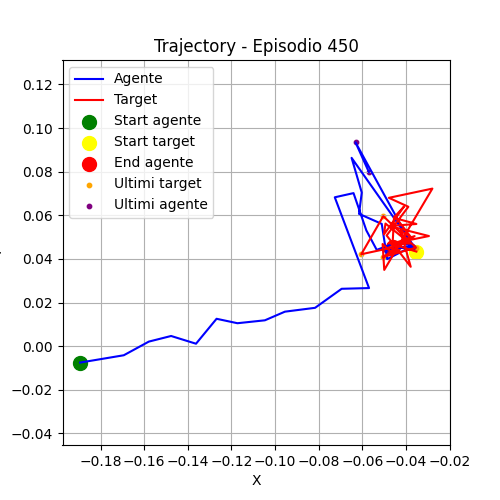 Trajectory - Episodio 450
Agente
Target
Start agente
Start target
End agente
Ultimi target
Ultimi agente
0.12
0.10
0.08
0.06
0.04
0.02
0.00
−0.02
−0.04
−0.18 −0.16 −0.14 −0.12 −0.10 −0.08 −0.06 −0.04 −0.02
X